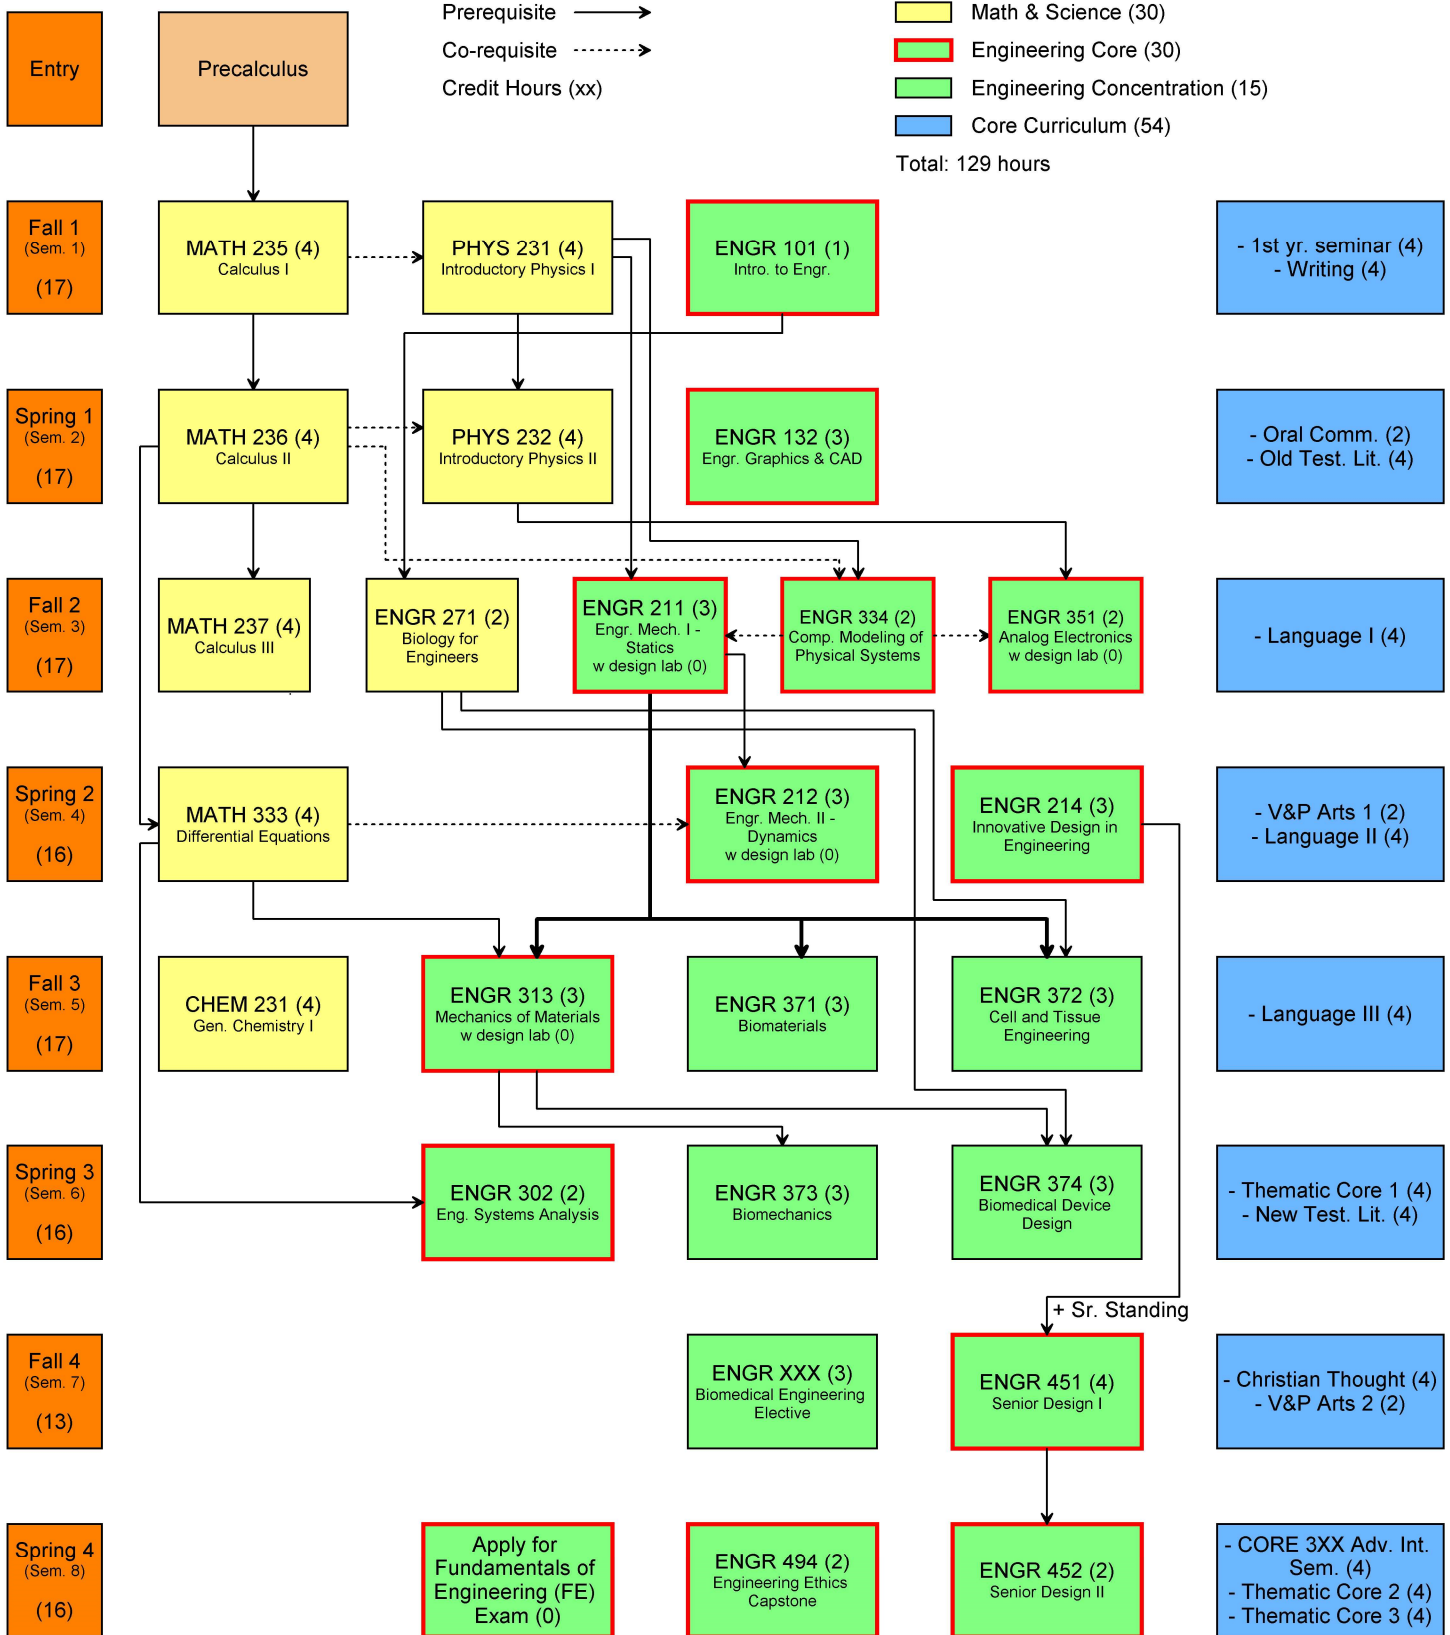 Prerequisite
Co-requisite
Credit Hours (xx)
Math & Science (30)
Engineering Core (30)
Engineering Concentration (15)
Core Curriculum (54)
Total: 129 hours
Entry
Precalculus
Fall 1
(Sem. 1)
(17)
MATH 235 (4)
Calculus I
PHYS 231 (4)
Introductory Physics I
ENGR 101 (1)
Intro. to Engr.
- 1st yr. seminar (4)
- Writing (4)
Spring 1
(Sem. 2)
(17)
MATH 236 (4)
Calculus II
PHYS 232 (4)
Introductory Physics II
ENGR 132 (3)
Engr. Graphics & CAD
- Oral Comm. (2)
- Old Test. Lit. (4)
Fall 2
(Sem. 3)
(17)
MATH 237 (4)
Calculus III
ENGR 271 (2)
Biology for
Engineers
ENGR 211 (3)
Engr. Mech. I -
Statics
w design lab (0)
ENGR 334 (2)
Comp. Modeling of
Physical Systems
ENGR 351 (2)
Analog Electronics
w design lab (0)
- Language I (4)
Spring 2
(Sem. 4)
(16)
MATH 333 (4)
Differential Equations
ENGR 212 (3)
Engr. Mech. II -
Dynamics
w design lab (0)
ENGR 214 (3)
Innovative Design in
Engineering
- V&P Arts 1 (2)
- Language II (4)
Fall 3
(Sem. 5)
(17)
CHEM 231 (4)
Gen. Chemistry I
ENGR 313 (3)
Mechanics of Materials
w design lab (0)
ENGR 371 (3)
Biomaterials
ENGR 372 (3)
Cell and Tissue
Engineering
- Language III (4)
Spring 3
(Sem. 6)
(16)
ENGR 302 (2)
Eng. Systems Analysis
ENGR 373 (3)
Biomechanics
ENGR 374 (3)
Biomedical Device
Design
- Thematic Core 1 (4)
- New Test. Lit. (4)
+ Sr. Standing
Fall 4
(Sem. 7)
(13)
ENGR XXX (3)
Biomedical Engineering
Elective
ENGR 451 (4)
Senior Design I
- Christian Thought (4)
- V&P Arts 2 (2)
Spring 4
(Sem. 8)
(16)
Apply for
Fundamentals of
Engineering (FE)
Exam (0)
ENGR 494 (2)
Engineering Ethics
Capstone
ENGR 452 (2)
Senior Design II
- CORE 3XX Adv. Int.
Sem. (4)
- Thematic Core 2 (4)
- Thematic Core 3 (4)